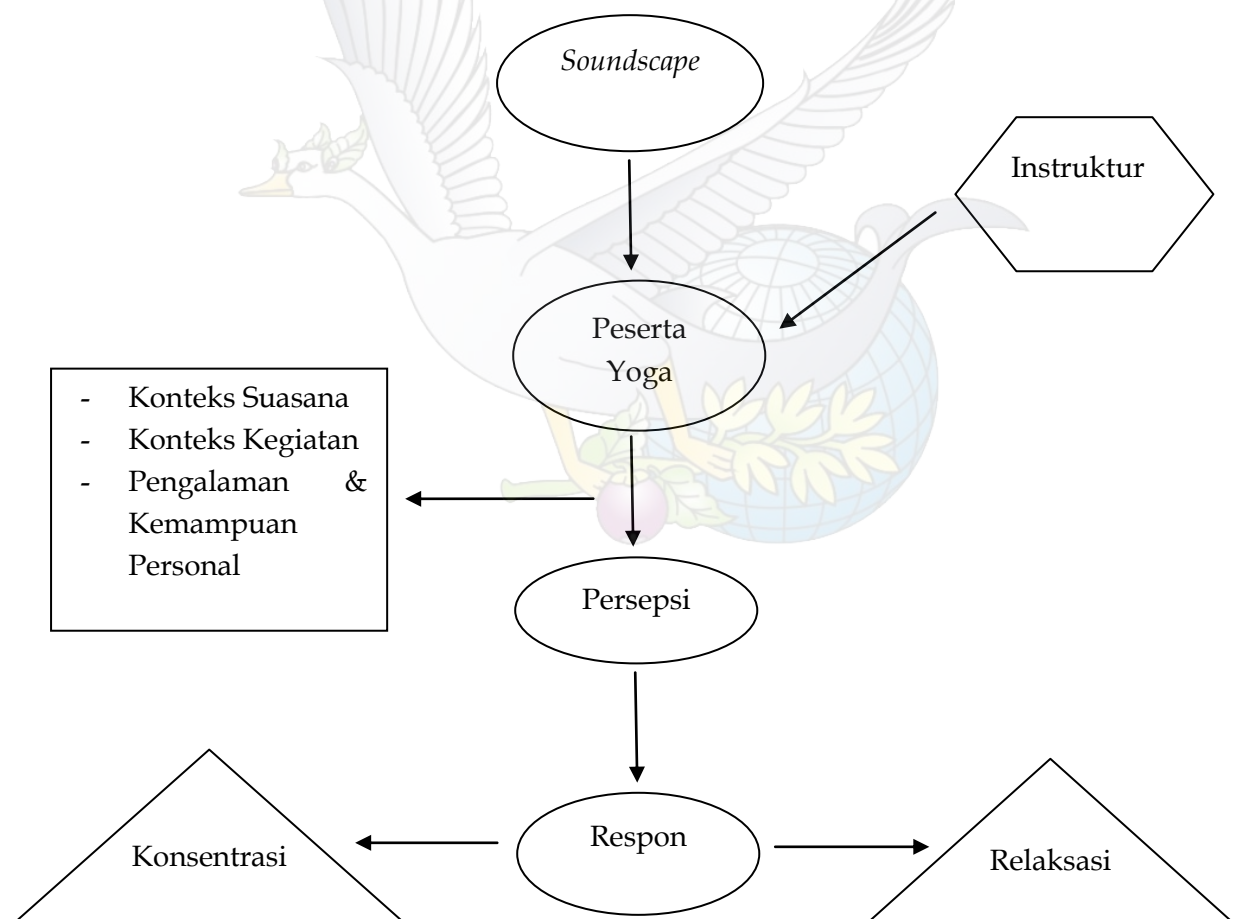 Soundscape
Instruktur
Peserta
Yoga
- Konteks Suasana
- Konteks Kegiatan
- Pengalaman &
Kemampuan
Personal
Persepsi
Respon
Konsentrasi
Relaksasi